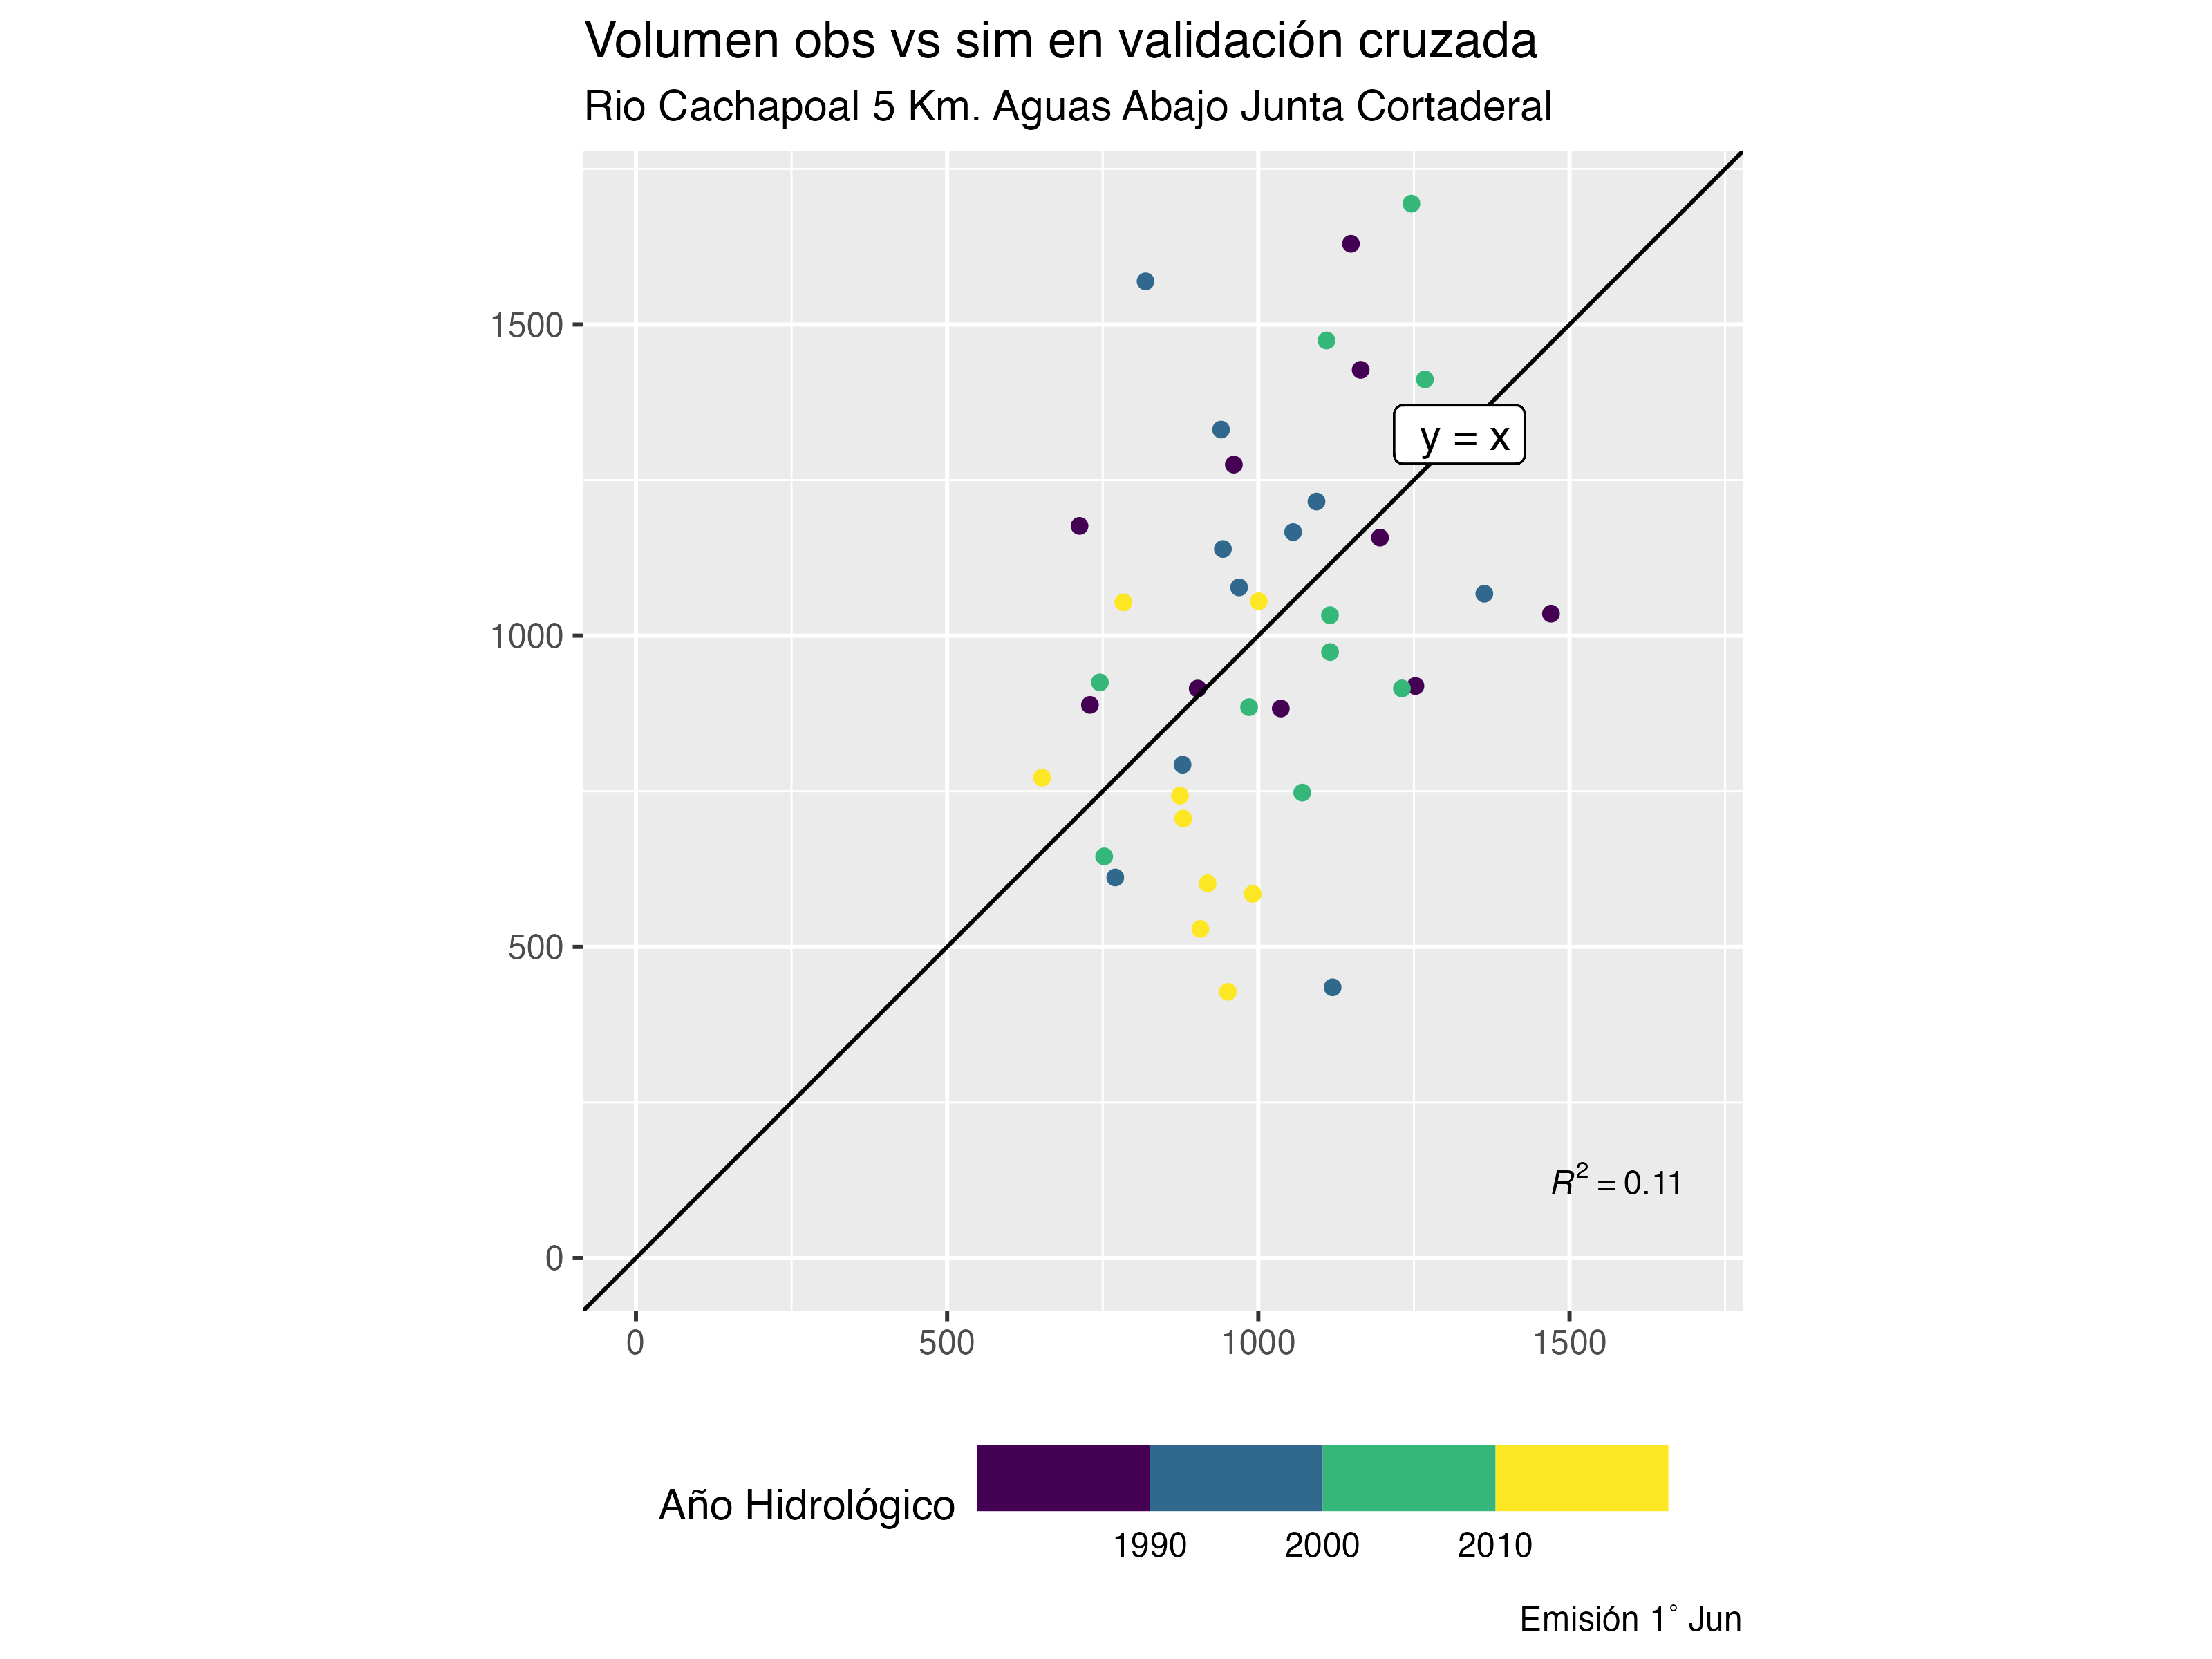 Volumen obs vs sim en validación cruzada
Rio Cachapoal 5 Km. Aguas Abajo Junta Cortaderal
1500
1000
500
0
y = x
R² = 0.11
0 500 1000 1500
Año Hidrológico
1990 2000 2010
Emisión 1° Jun